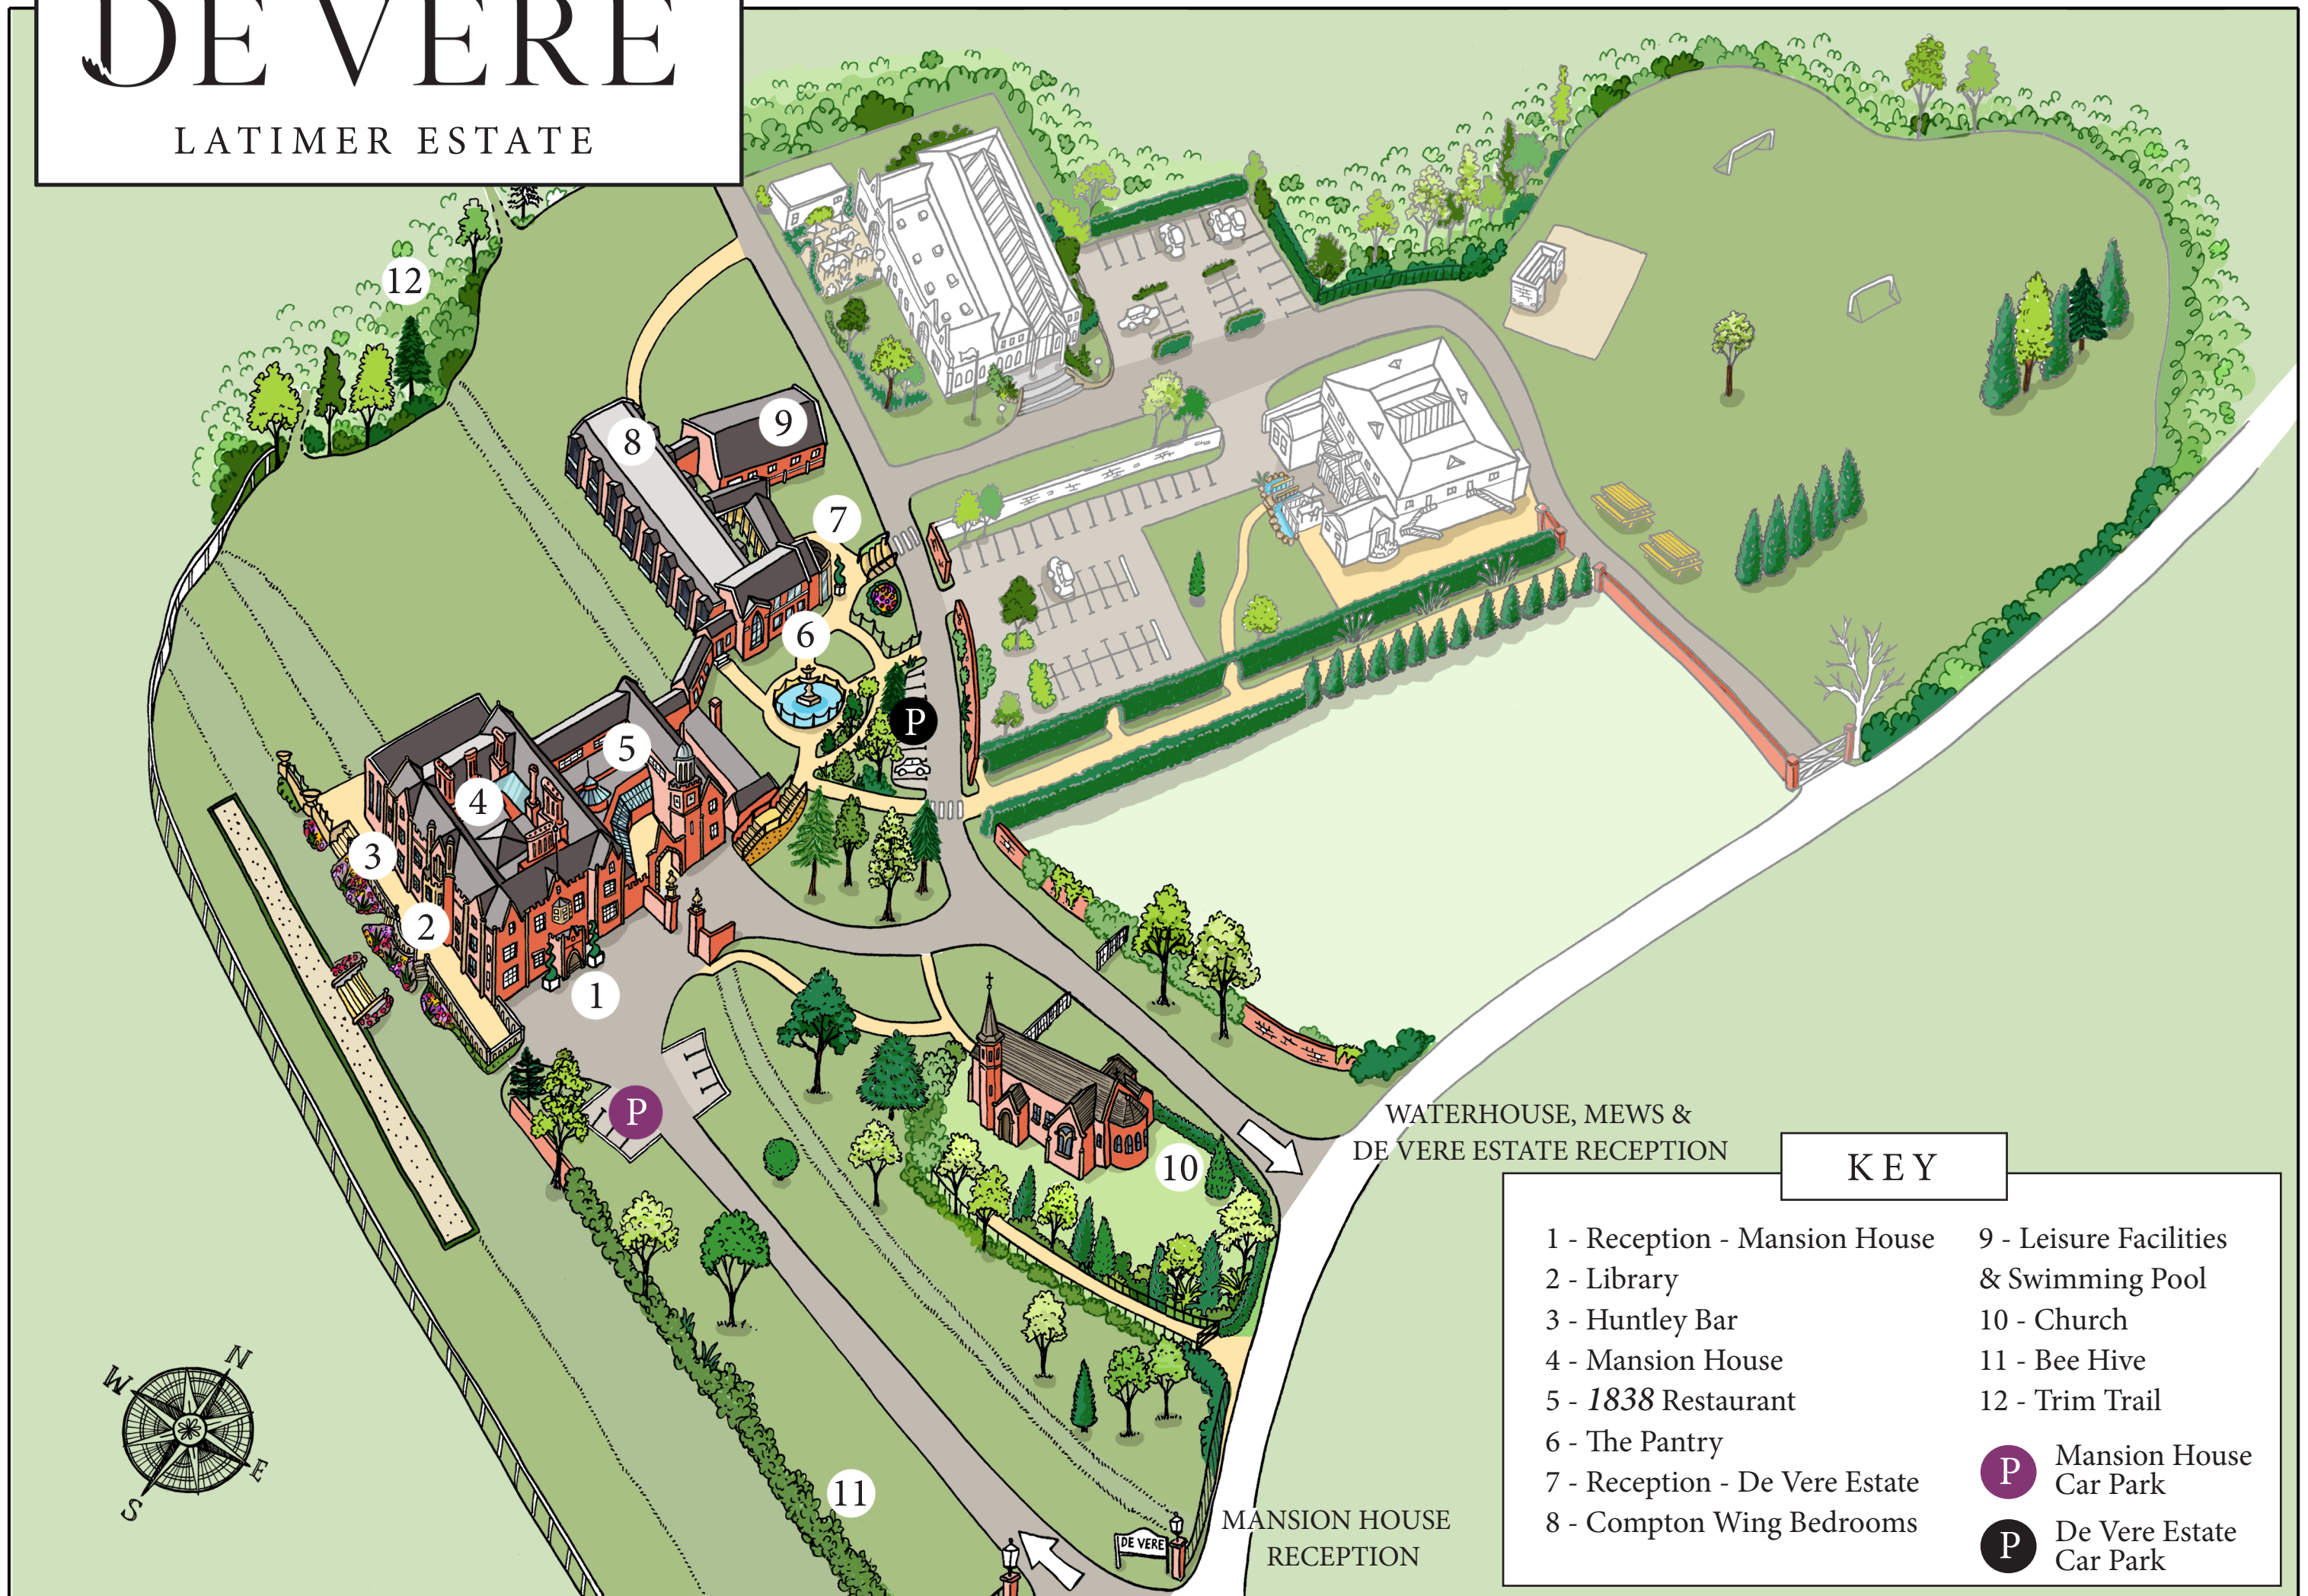 DE VERE
LATIMER ESTATE
12
9
8
7
6
P
5
4
3
2
1
P
10
11
N
W
E
S
WATERHOUSE, MEWS &
DE VERE ESTATE RECEPTION
MANSION HOUSE
RECEPTION
DE VERE
KEY
1 - Reception - Mansion House
2 - Library
3 - Huntley Bar
4 - Mansion House
5 - 1838 Restaurant
6 - The Pantry
7 - Reception - De Vere Estate
8 - Compton Wing Bedrooms
9 - Leisure Facilities
& Swimming Pool
10 - Church
11 - Bee Hive
12 - Trim Trail
P Mansion House
Car Park
P De Vere Estate
Car Park